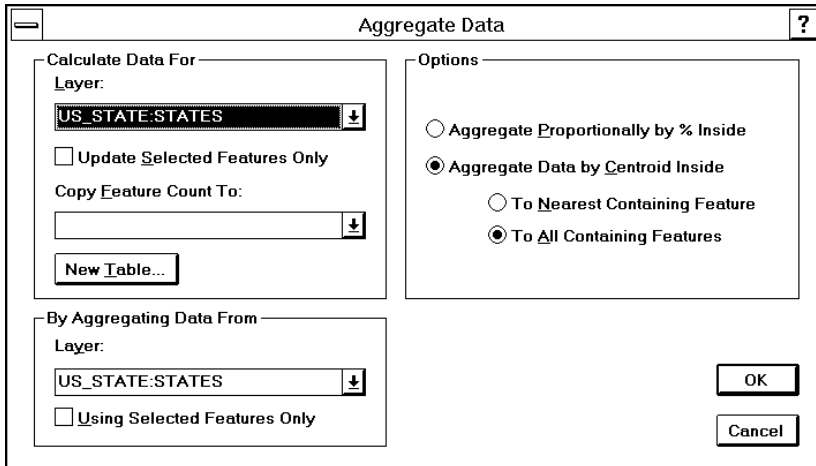 Aggregate Data
?
Calculate Data For
Layer:
US_STATE:STATES
Update Selected Features Only
Copy Feature Count To:
New Table...
By Aggregating Data From
Layer:
US_STATE:STATES
Using Selected Features Only
Options
Aggregate Proportionally by % Inside
Aggregate Data by Centroid Inside
To Nearest Containing Feature
To All Containing Features
OK
Cancel